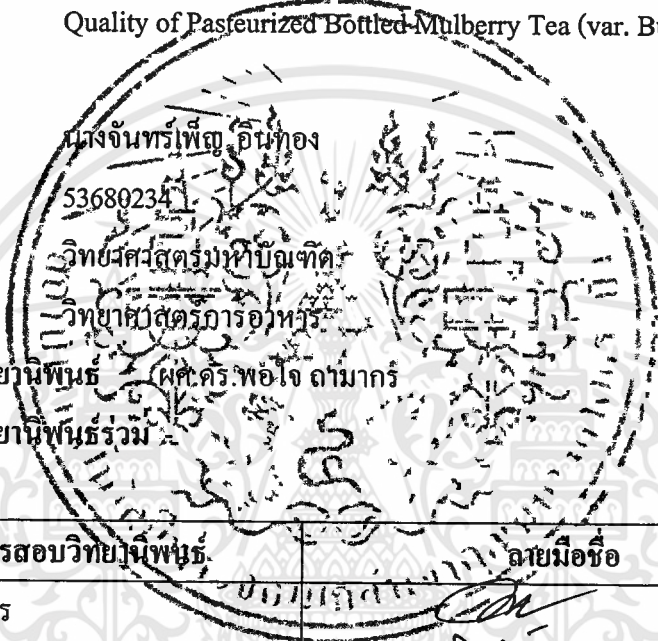 Quality of Pasteurized Bottled Mulberry Tea (var. Bu
นางจันทร์เพ็ญ อินทอง
53680234
วิทยาศาสตรมหาบัณฑิต
วิทยาศาสตร์การอาหาร
ยานิพนธ์ ผศ.ดร.พอใจ ถามากร
ยานิพนธ์ร่วม
รสอบวิทยานิพนธ์ ลายมือชื่อ
ร